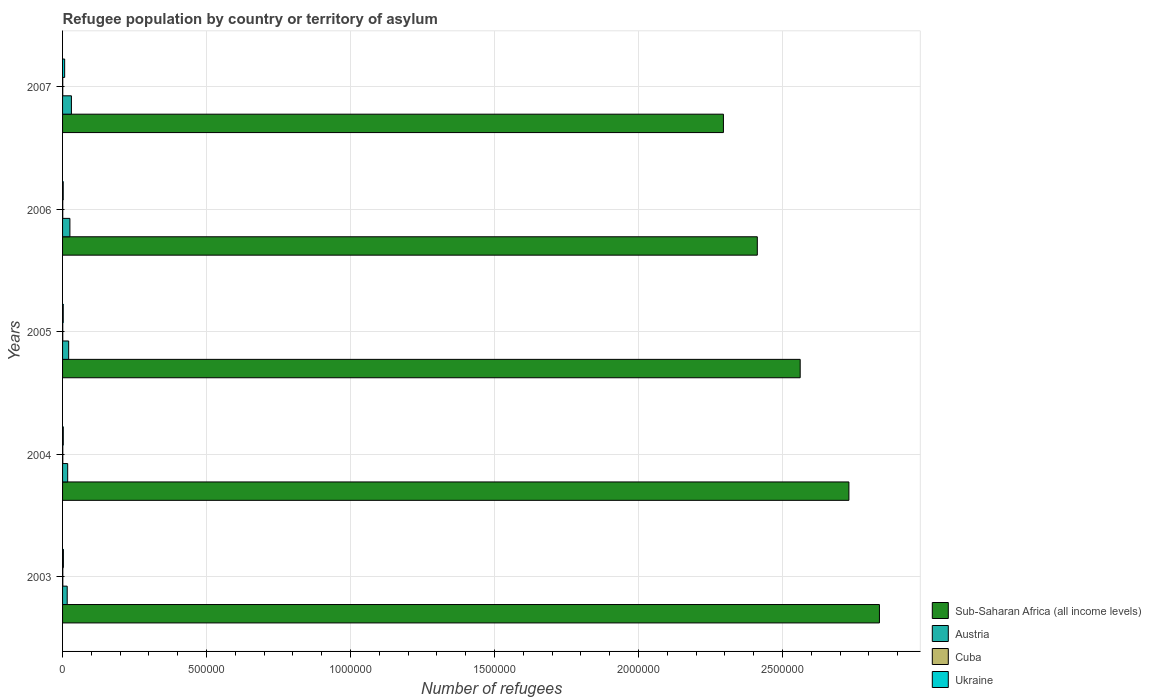 Refugee population by country or territory of asylum
2007
2006
2005
2004
2003
Years
0
500000
1000000
1500000
2000000
2500000
Number of refugees
Sub-Saharan Africa (all income levels)
Austria
Cuba
Ukraine